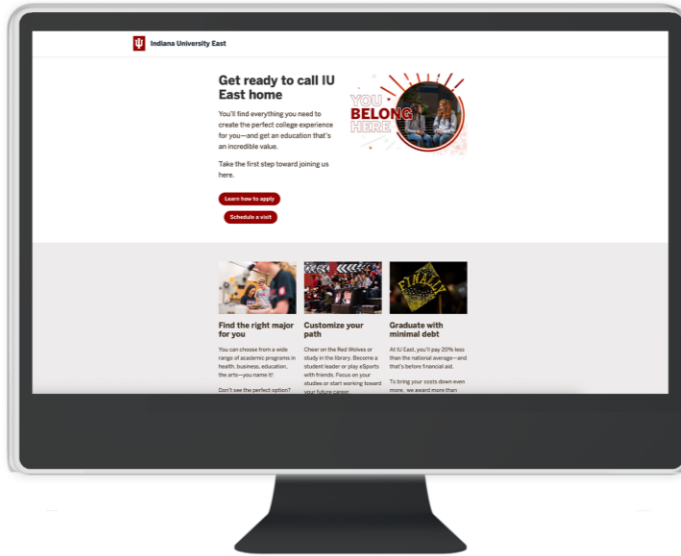 Indiana University East
Get ready to call IU
East home
You'll find everything you need to
create the perfect college experience
for you—and get an education that's
an incredible value.
Take the first step toward joining us
here.
Learn how to apply
Schedule a visit
YOU
BELONG
HERE
Find the right major
for you
You can choose from a wide
range of academic programs in
health, business, education,
the arts—you name it!
Don't see the perfect option?
Customize your
path
Cheer on the Red Wolves or
study in the library. Become a
student leader or play eSports
with friends. Focus on your
studies or start working toward
your future career.
FINALLY
Graduate with
minimal debt
At IU East, you'll pay 20% less
than the national average—and
that's before financial aid.
To bring your costs down even
more, we award more than